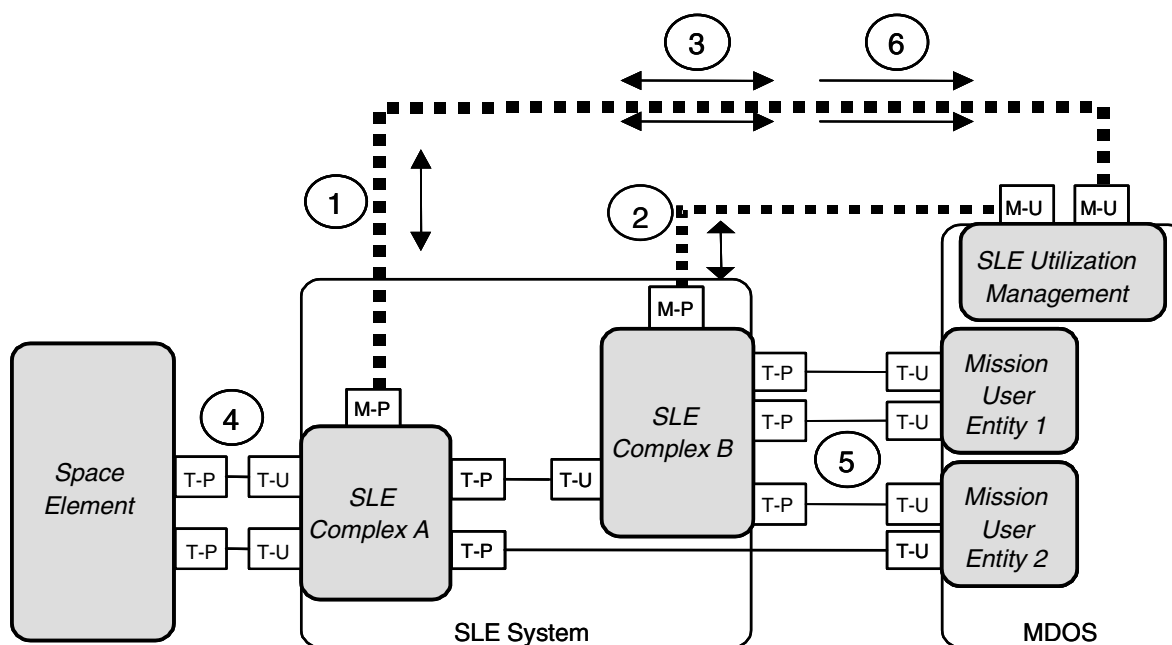 3
6
1
2
M-U
M-U
SLE Utilization
Management
M-P
T-P
T-U
Mission
User
Entity 1
M-P
SLE
Complex B
T-P
T-U
4
5
Space
Element
T-P
T-U
SLE
Complex A
T-P
T-U
T-P
T-U
Mission
User
Entity 2
T-P
T-U
T-P
T-U
SLE System
MDOS